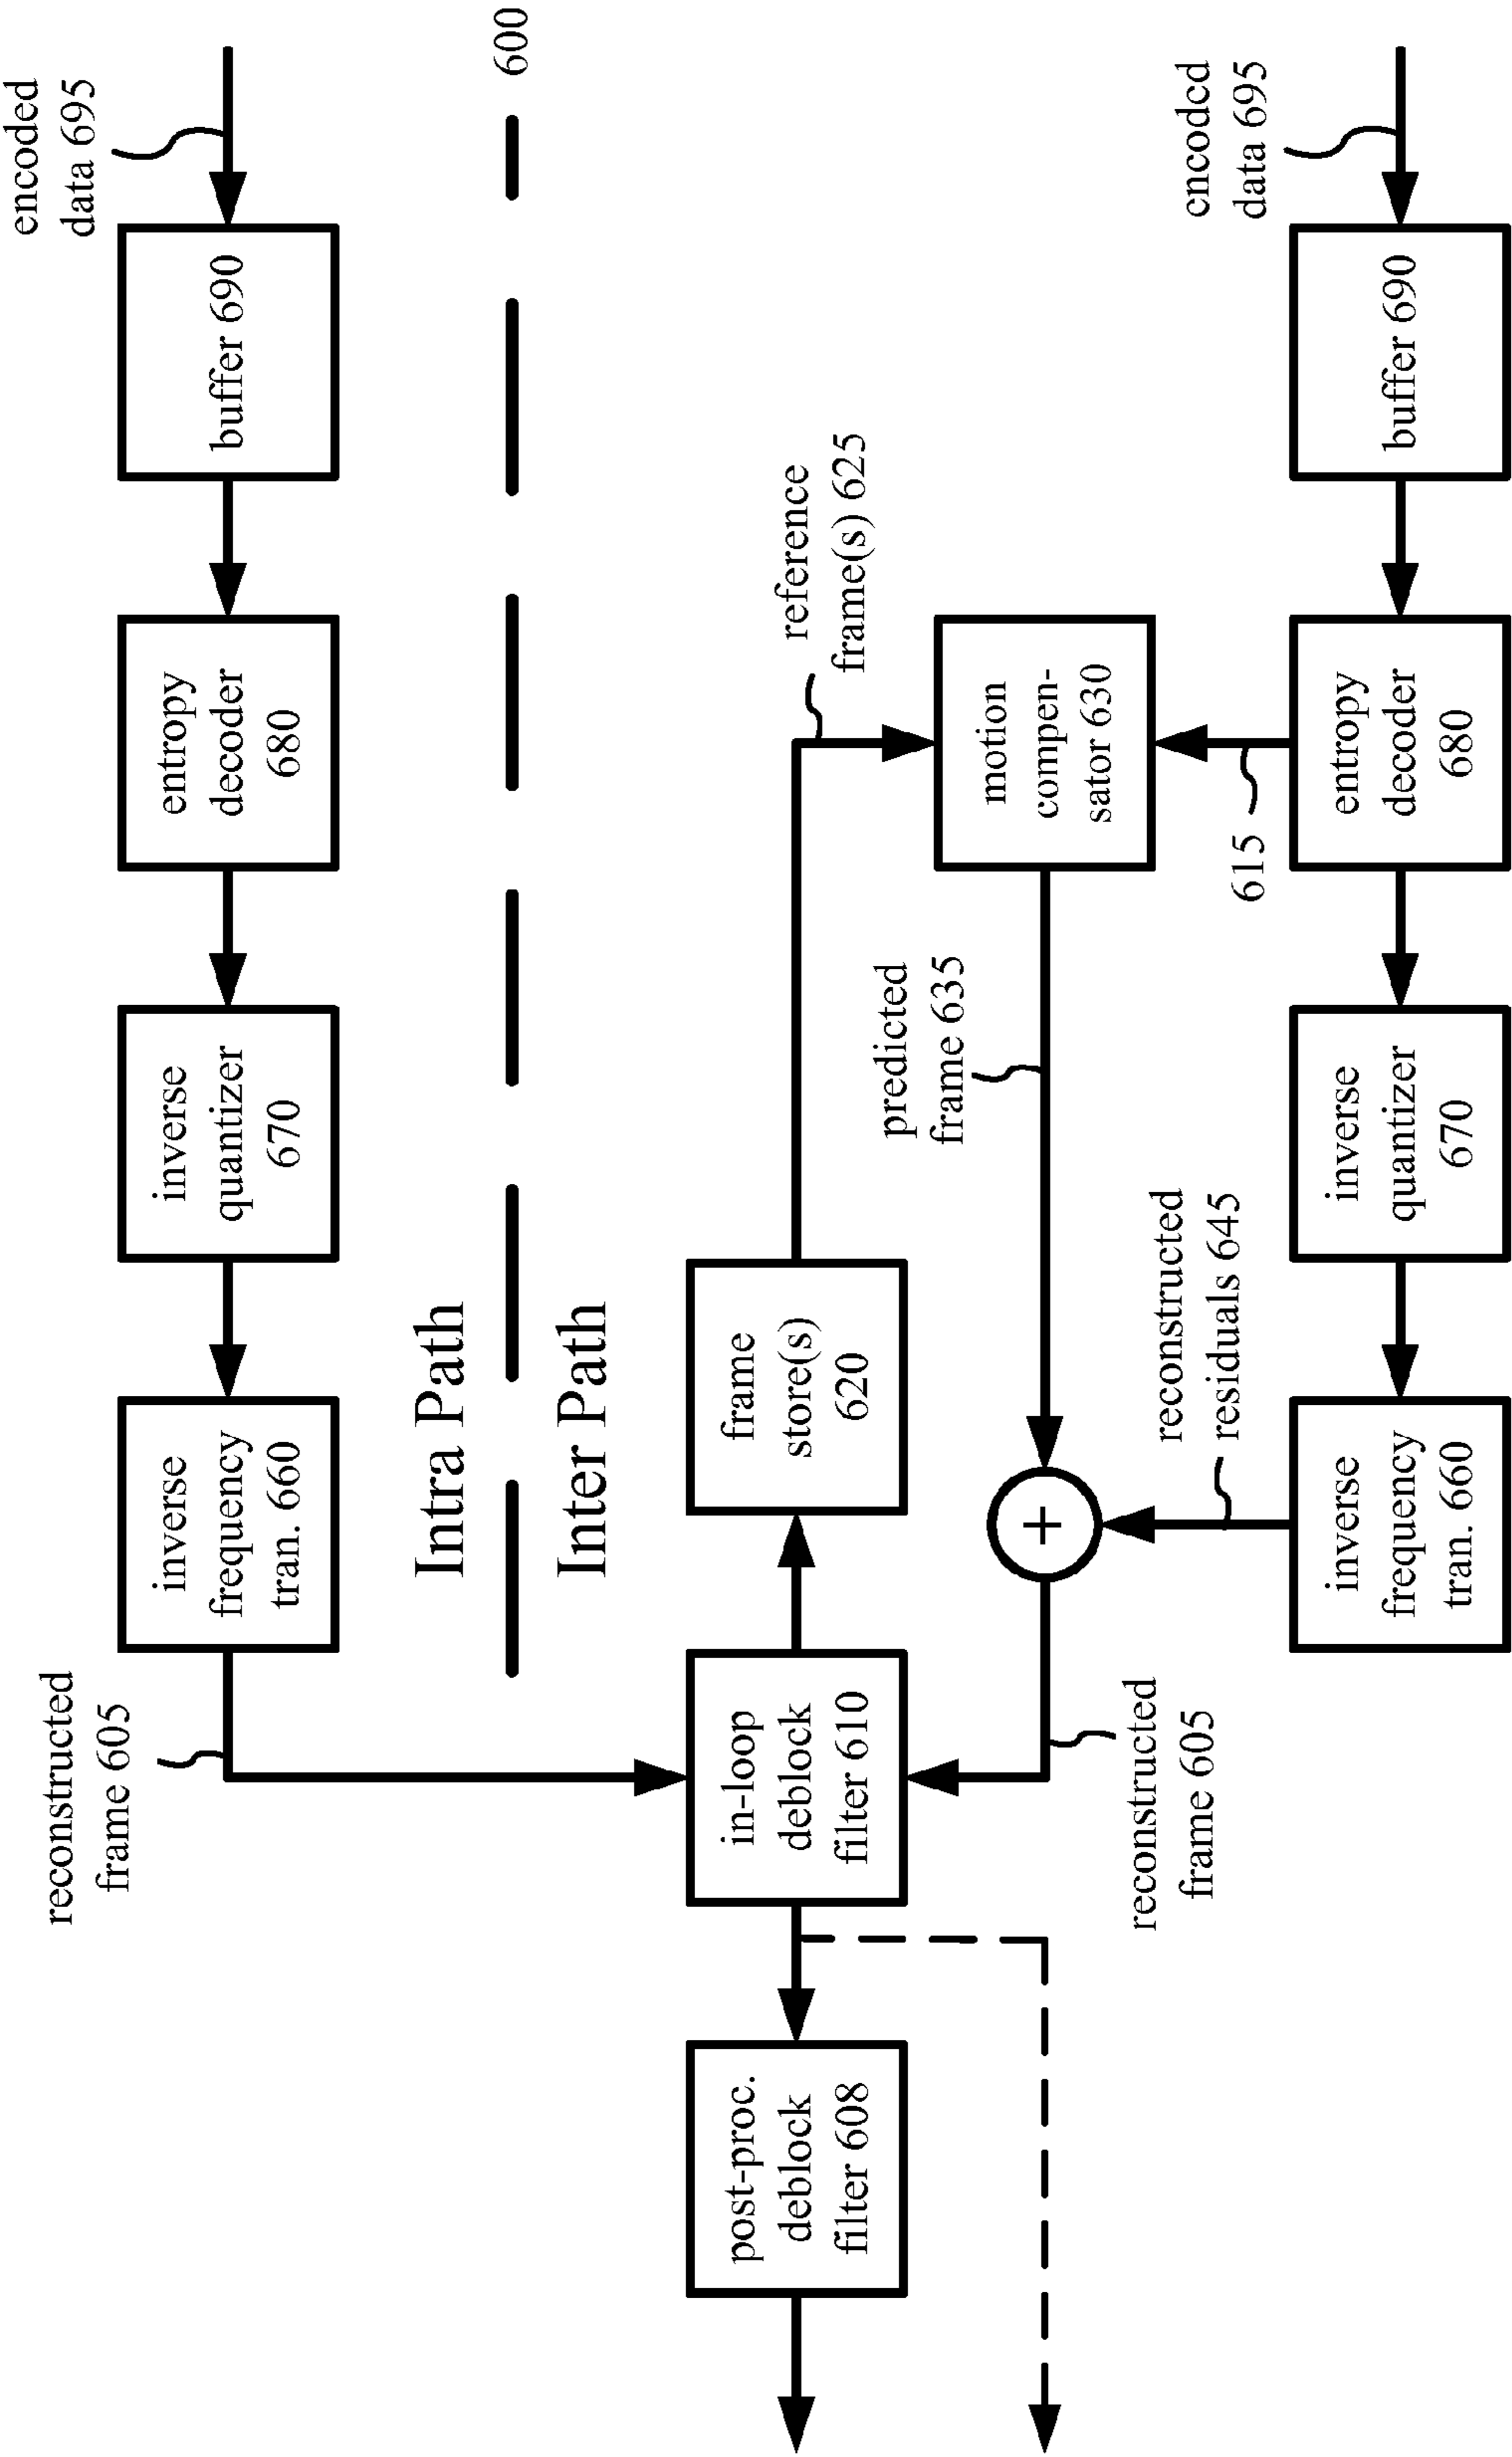 reconstructed
frame 605
inverse
frequency
tran. 660
inverse
quantizer
670
entropy
decoder
680
buffer 690
encoded
data 695
Intra Path
600
Inter Path
post-proc.
deblock
filter 608
in-loop
deblock
filter 610
frame
store(s)
620
reference
frame(s) 625
predicted
frame 635
motion
compen-
sator 630
+
reconstructed
frame 605
reconstructed
residuals 645
615
encoded
data 695
inverse
frequency
tran. 660
inverse
quantizer
670
entropy
decoder
680
buffer 690